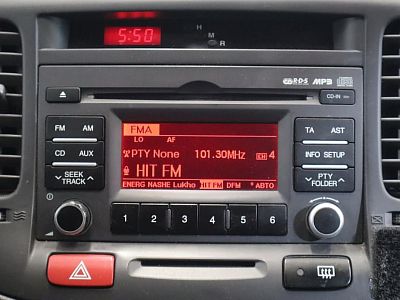 5:50
H
M
R
RDS MP3
CD-IN
FM AM
FMA
LO AF
TA AST
PTY None 101.30MHz CH 4
CD AUX
INFO SETUP
HIT FM
SEEK TRACK
PTY FOLDER
ENERG NASHE Lukho HIT FM DFM * АВТО
1 2 3 4 5 6